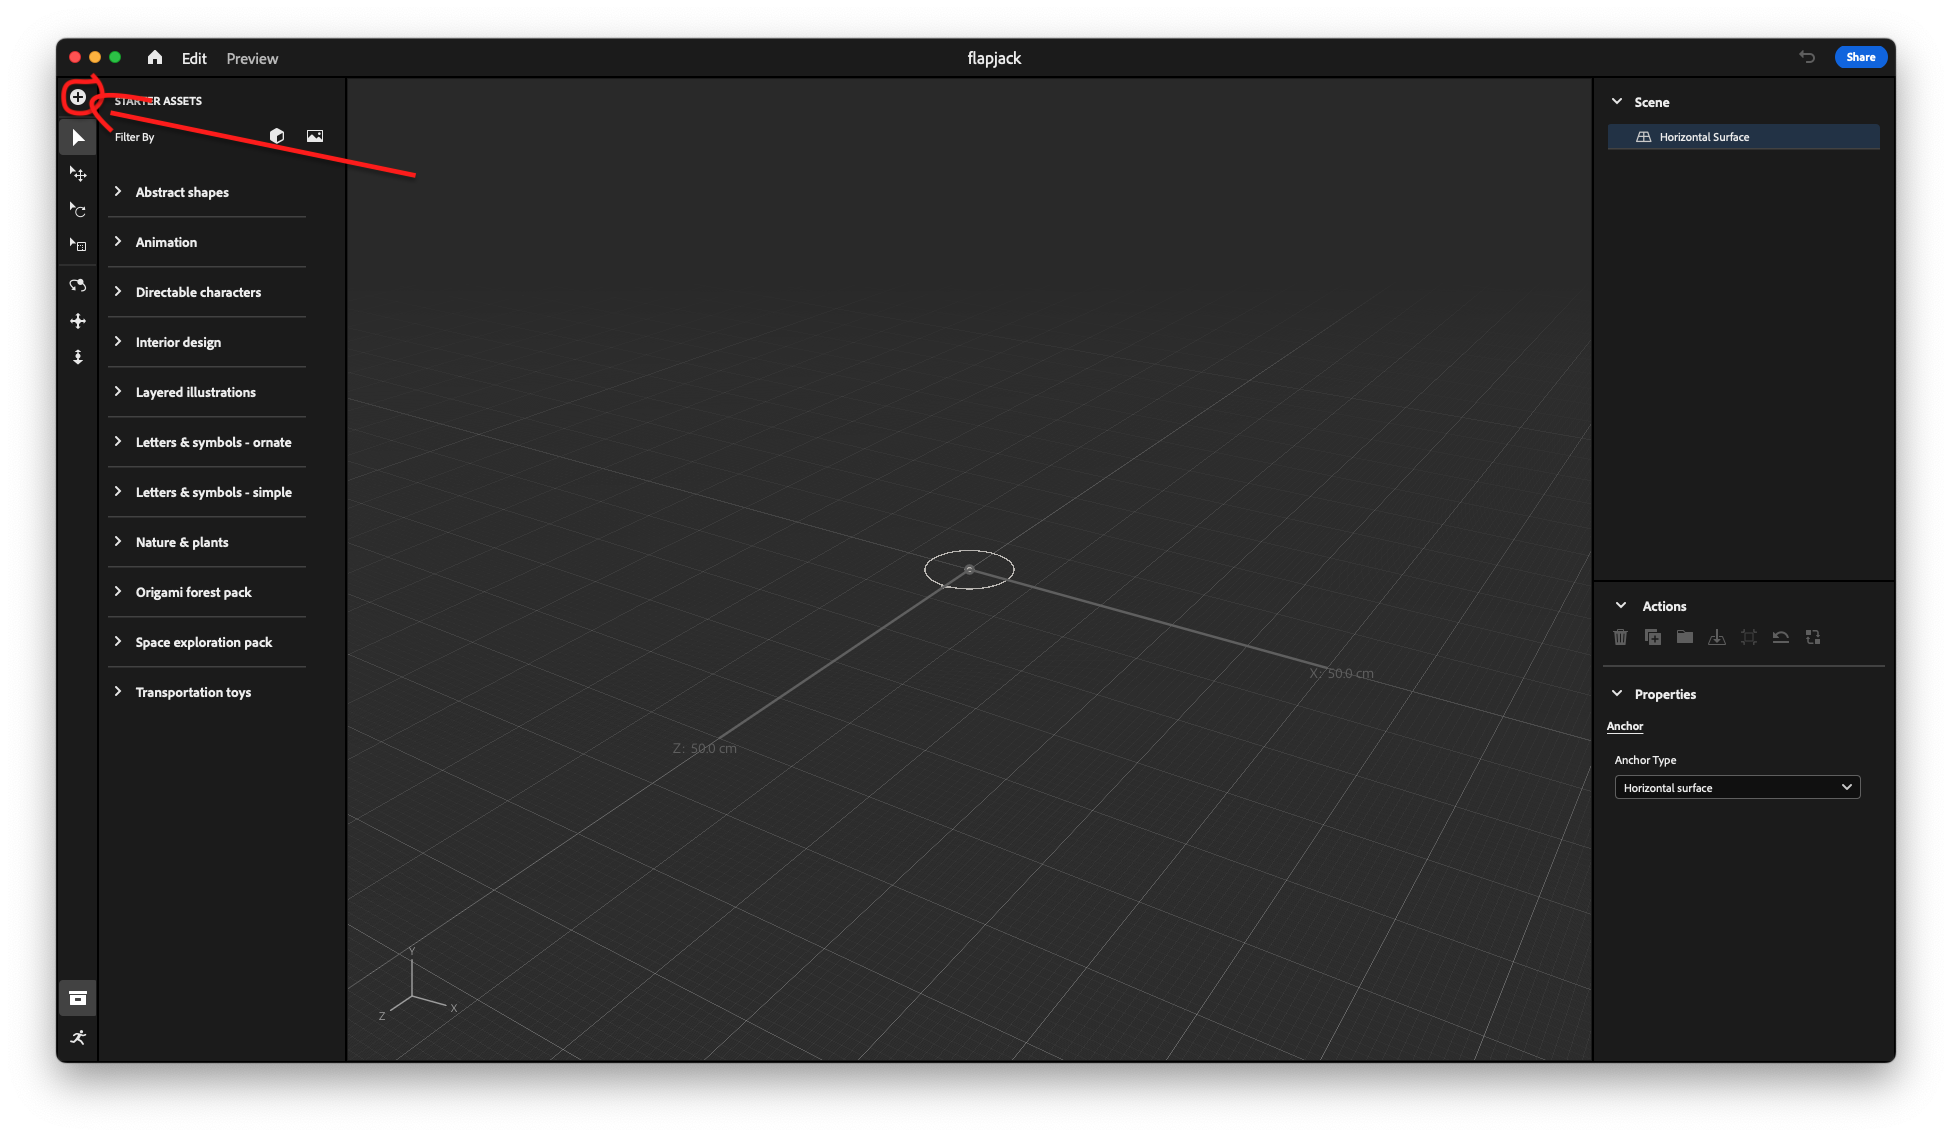 Edit Preview
flapjack
Share
STARTER ASSETS
Filter By
Abstract shapes
Animation
Directable characters
Interior design
Layered illustrations
Letters & symbols - ornate
Letters & symbols - simple
Nature & plants
Origami forest pack
Space exploration pack
Transportation toys
X: 50.0 cm
Z: 50.0 cm
Y
X
Z
Scene
Horizontal Surface
Actions
Properties
Anchor
Anchor Type
Horizontal surface